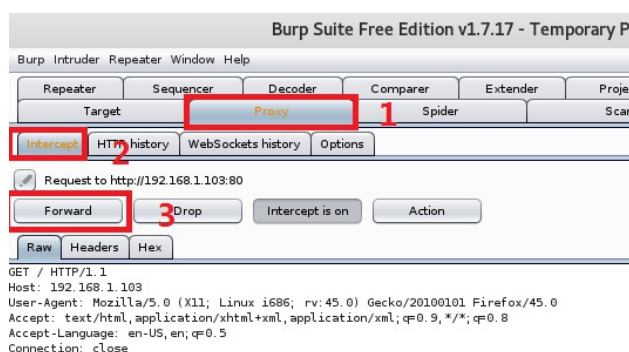 Burp Suite Free Edition v1.7.17 - Temporary P
Burp Intruder Repeater Window Help
Repeater Sequencer Decoder Comparer Extender Proje
Target Proxy 1 Spider Scar
Intercept HTTP history WebSockets history Options
2
Request to http://192.168.1.103:80
Forward 3 Drop Intercept is on Action
Raw Headers Hex
GET / HTTP/1.1
Host: 192.168.1.103
User-Agent: Mozilla/5.0 (X11; Linux i686; rv:45.0) Gecko/20100101 Firefox/45.0
Accept: text/html,application/xhtml+xml,application/xml;q=0.9,*/*;q=0.8
Accept-Language: en-US,en;q=0.5
Connection: close